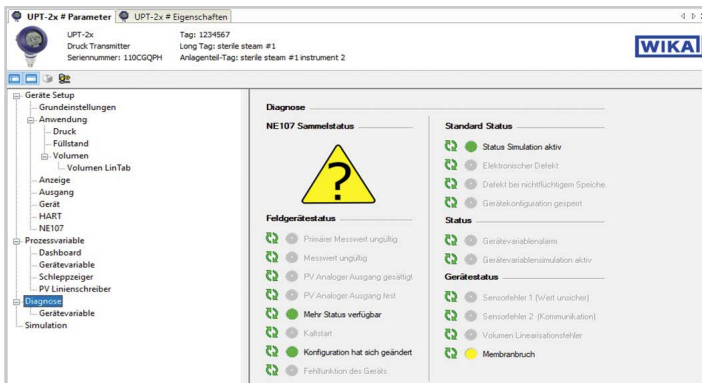 UPT-2x # Parameter
UPT-2x # Eigenschaften
UPT-2x
Tag: 1234567
Druck Transmitter
Long Tag: sterile steam #1
Seriennummer: 110CGQPH
Anlagenteil-Tag: sterile steam #1 instrument 2
WIKA
Geräte Setup
Grundeinstellungen
Anwendung
Druck
Füllstand
Volumen
Volumen LinTab
Anzeige
Ausgang
Gerät
HART
NE107
Prozessvariable
Dashboard
Gerätevariable
Schleppzeiger
PV Linienschreiber
Diagnose
Gerätevariable
Simulation
Diagnose
NE107 Sammelstatus
?
Feldgerätestatus
Primärer Messwert ungültig
Messwert ungültig
PV Analoger Ausgang gesättigt
PV Analoger Ausgang fest
Mehr Status verfügbar
Kaltstart
Konfiguration hat sich geändert
Fehlfunktion des Geräts
Standard Status
Status Simulation aktiv
Elektronischer Defekt
Defekt bei nichtflüchtigem Speiche
Gerätekonfiguration gesperrt
Status
Gerätevariablenalarm
Gerätevariablensimulation aktiv
Gerätestatus
Sensorfehler 1 (Wert unsicher)
Sensorfehler 2 (Kommunikation)
Volumen Linearisationsfehler
Membranbruch